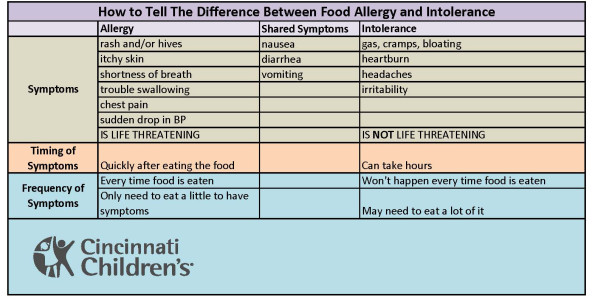 How to Tell The Difference Between Food Allergy and Intolerance
Allergy Shared Symptoms Intolerance
Symptoms
rash and/or hives nausea gas, cramps, bloating
itchy skin diarrhea heartburn
shortness of breath vomiting headaches
trouble swallowing irritability
chest pain
sudden drop in BP
IS LIFE THREATENING IS NOT LIFE THREATENING
Timing of
Symptoms Quickly after eating the food Can take hours
Frequency of
Symptoms
Every time food is eaten Won't happen every time food is eaten
Only need to eat a little to have
symptoms May need to eat a lot of it
Cincinnati
Children's